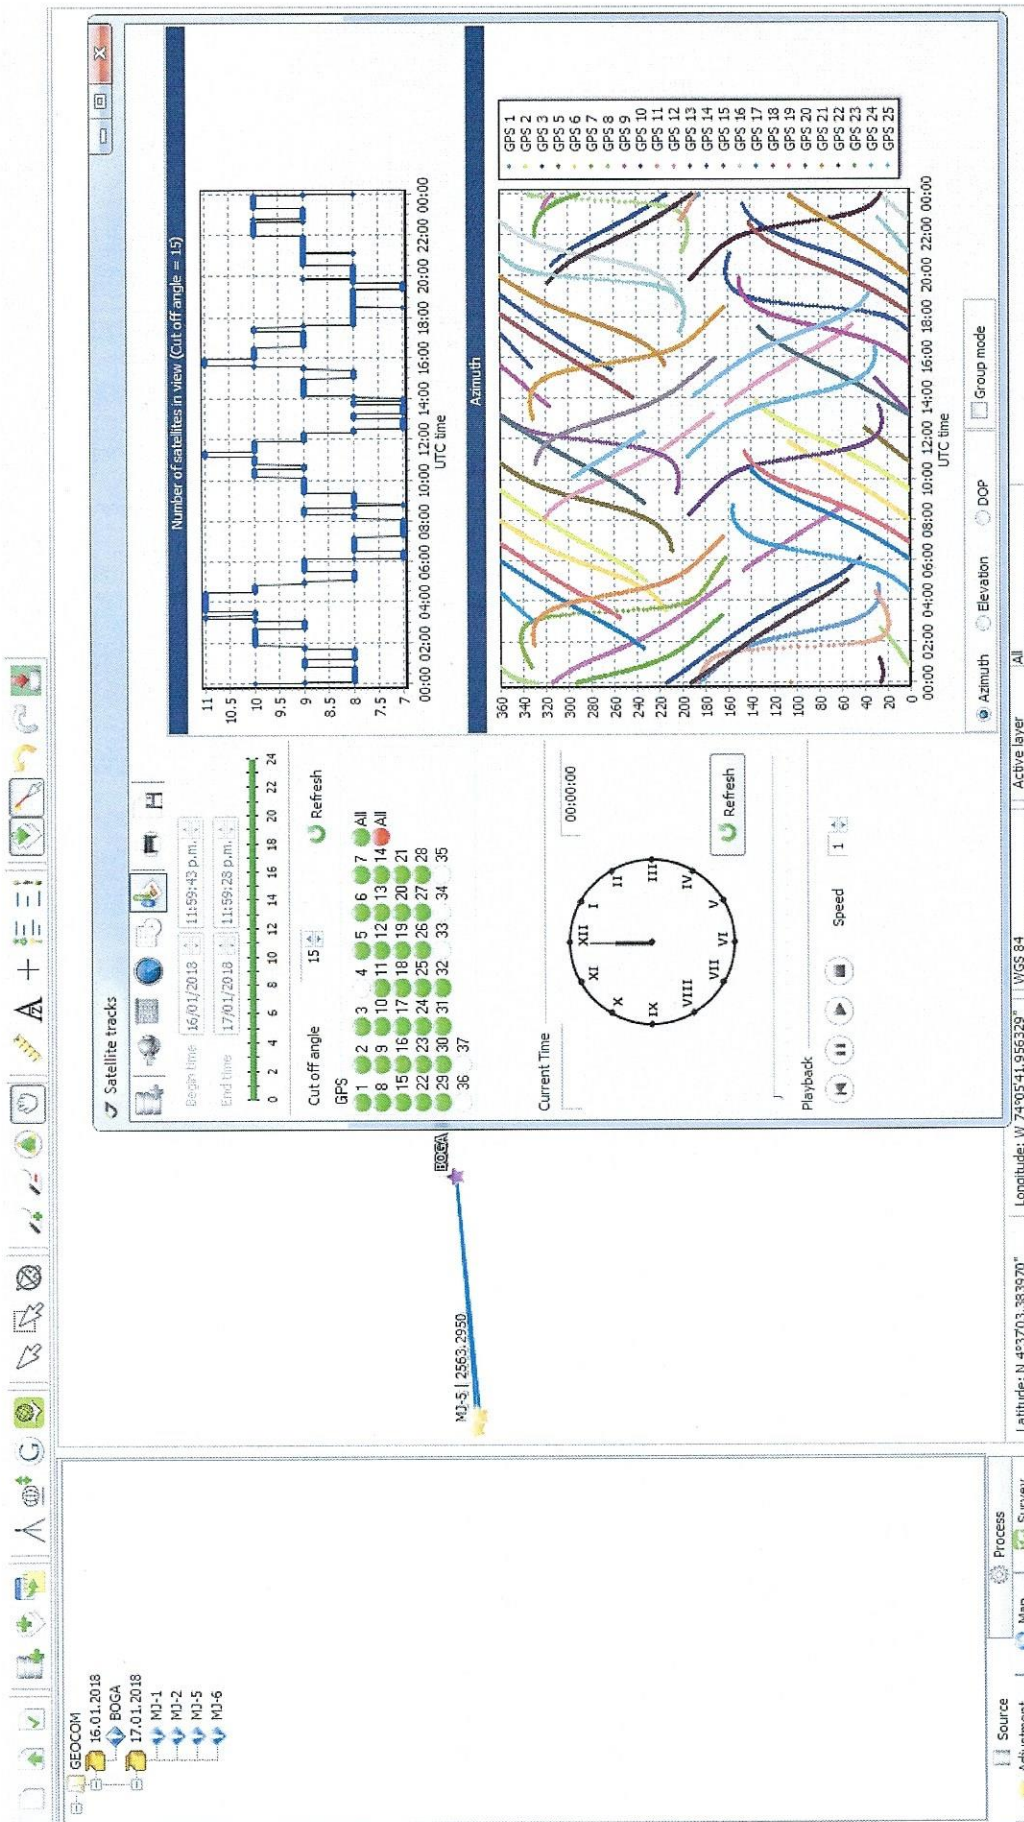 GEOCOM
16.01.2018
BOGA
17.01.2018
MJ-1
MJ-2
MJ-5
MJ-6
Source
Process
Adjustment
Map
Survey
MJ-5 | 2563.2950
BOGA
Satellite tracks
Begin time 16/01/2018 11:59:43 p.m.
End time 17/01/2018 11:59:28 p.m.
0 2 4 6 8 10 12 14 16 18 20 22 24
Cut off angle 15 Refresh
GPS
1 2 3 4 5 6 7 All
8 9 10 11 12 13 14 All
15 16 17 18 19 20 21
22 23 24 25 26 27 28
29 30 31 32 33 34 35
36 37
Current Time
00:00:00
XII I II III IV V VI VII VIII IX X XI
Refresh
Playback
Speed 1
Number of satellites in view (Cut off angle = 15)
11
10.5
10
9.5
9
8.5
8
7.5
7
00:00 02:00 04:00 06:00 08:00 10:00 12:00 14:00 16:00 18:00 20:00 22:00 00:00
UTC time
Azimuth
360
340
320
300
280
260
240
220
200
180
160
140
120
100
80
60
40
20
0
00:00 02:00 04:00 06:00 08:00 10:00 12:00 14:00 16:00 18:00 20:00 22:00 00:00
UTC time
GPS 1
GPS 2
GPS 3
GPS 5
GPS 6
GPS 7
GPS 8
GPS 9
GPS 10
GPS 11
GPS 12
GPS 13
GPS 14
GPS 15
GPS 16
GPS 17
GPS 18
GPS 19
GPS 20
GPS 21
GPS 22
GPS 23
GPS 24
GPS 25
Azimuth Elevation DOP Group mode
Latitude: N 4°37'03.383970" Longitude: W 74°05'41.956329" WGS 84 Active layer All